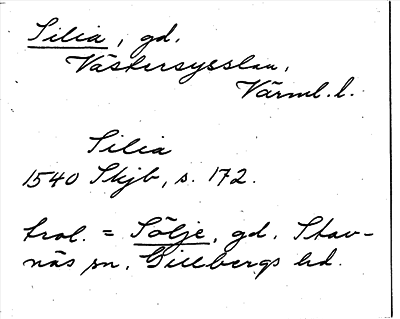 Silia, gd.
Västersysslan,
Värml. l.
Silia
1540 Skjb, s. 172.
trol. = Sölje, gd. Stav-
näs sn, Gillbergs hd.